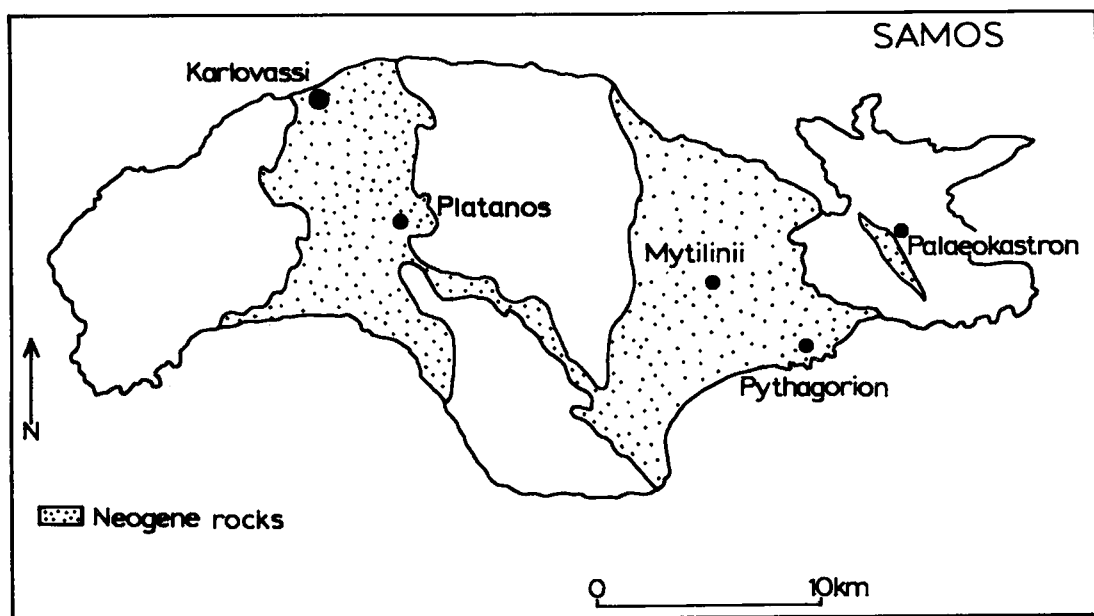 SAMOS
Karlovassi
Platanos
Palaeokastron
Mytilinii
Pythagorion
N
Neogene rocks
0 10km